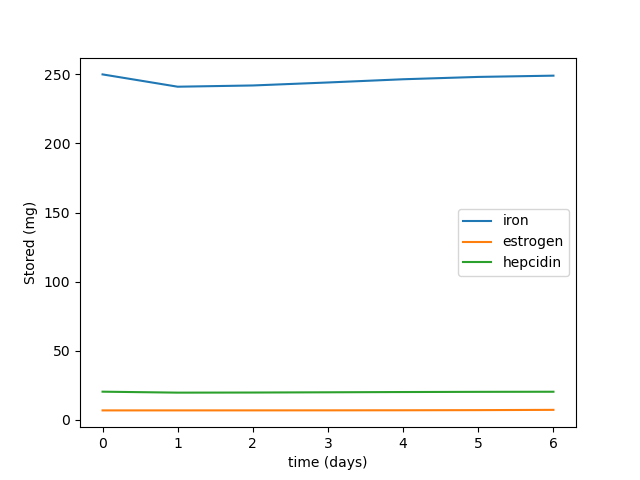 250
200
150
100
50
0
Stored (mg)
iron
estrogen
hepcidin
0 1 2 3 4 5 6
time (days)